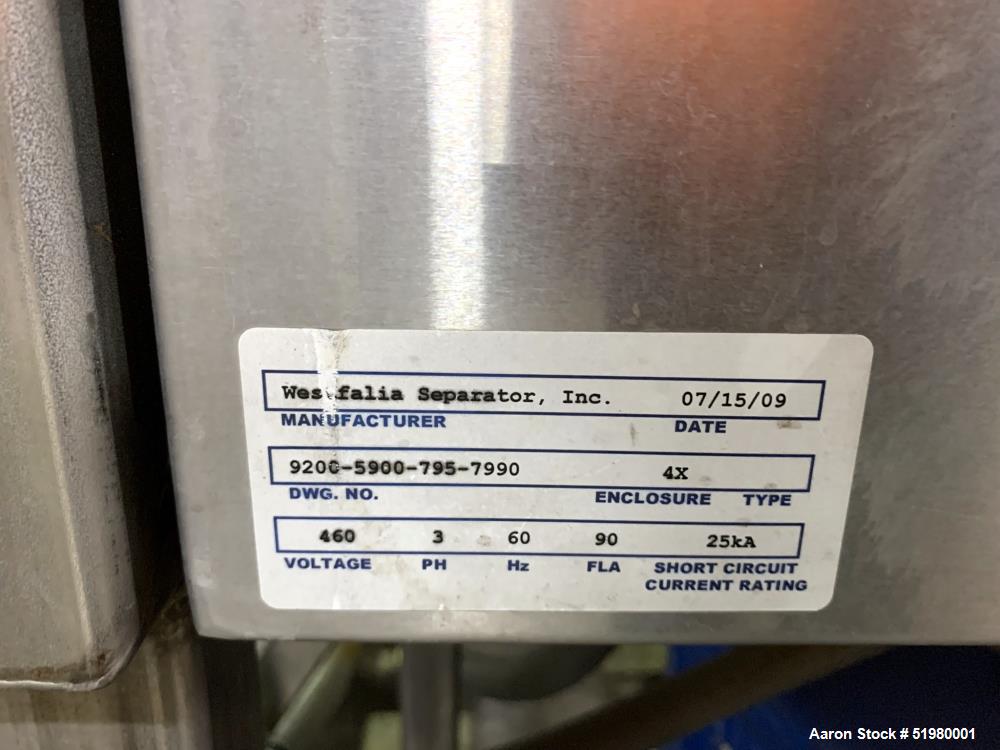 Westfalia Separator, Inc. 07/15/09
MANUFACTURER DATE
9200-5900-795-7990 4X
DWG. NO. ENCLOSURE TYPE
460 3 60 90 25kA
VOLTAGE PH Hz FLA SHORT CIRCUIT
CURRENT RATING
Aaron Stock # 51980001